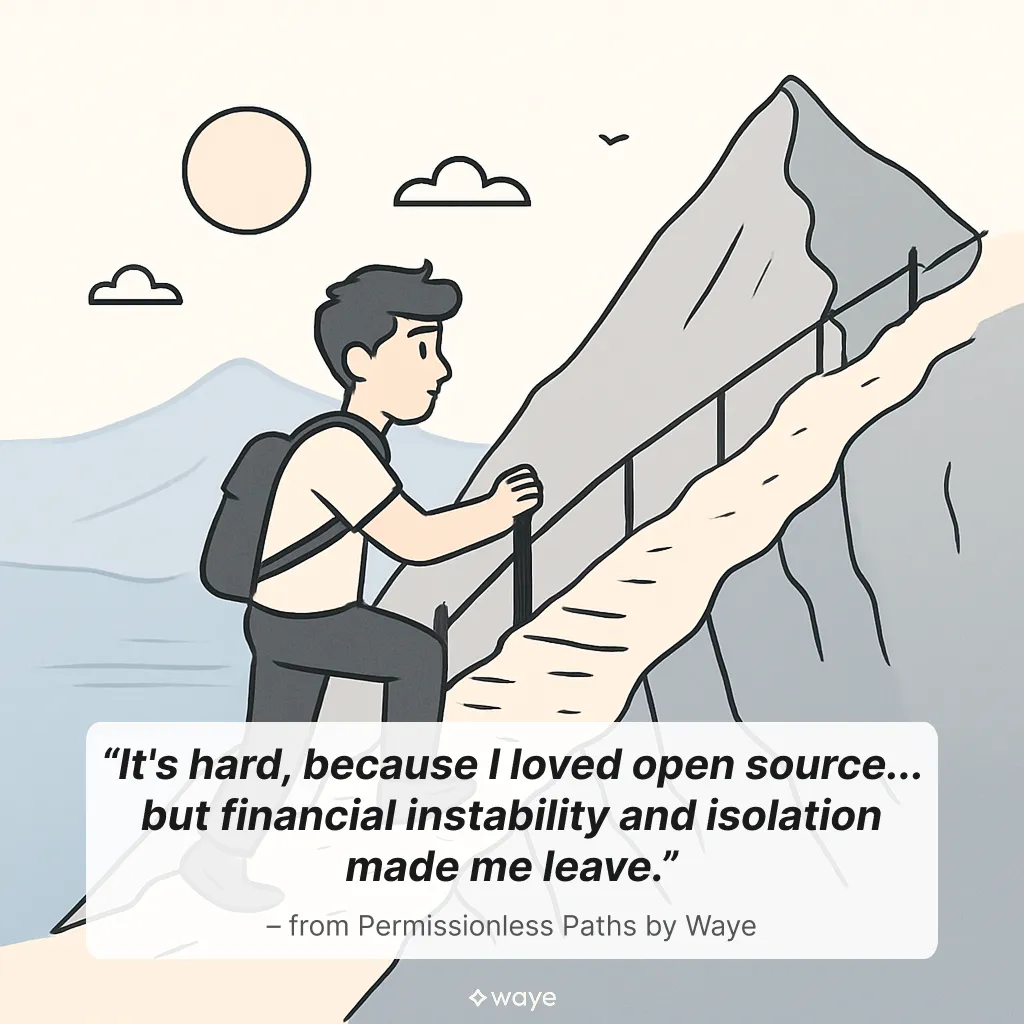 “It's hard, because I loved open source...
but financial instability and isolation
made me leave.”
– from Permissionless Paths by Waye
waye